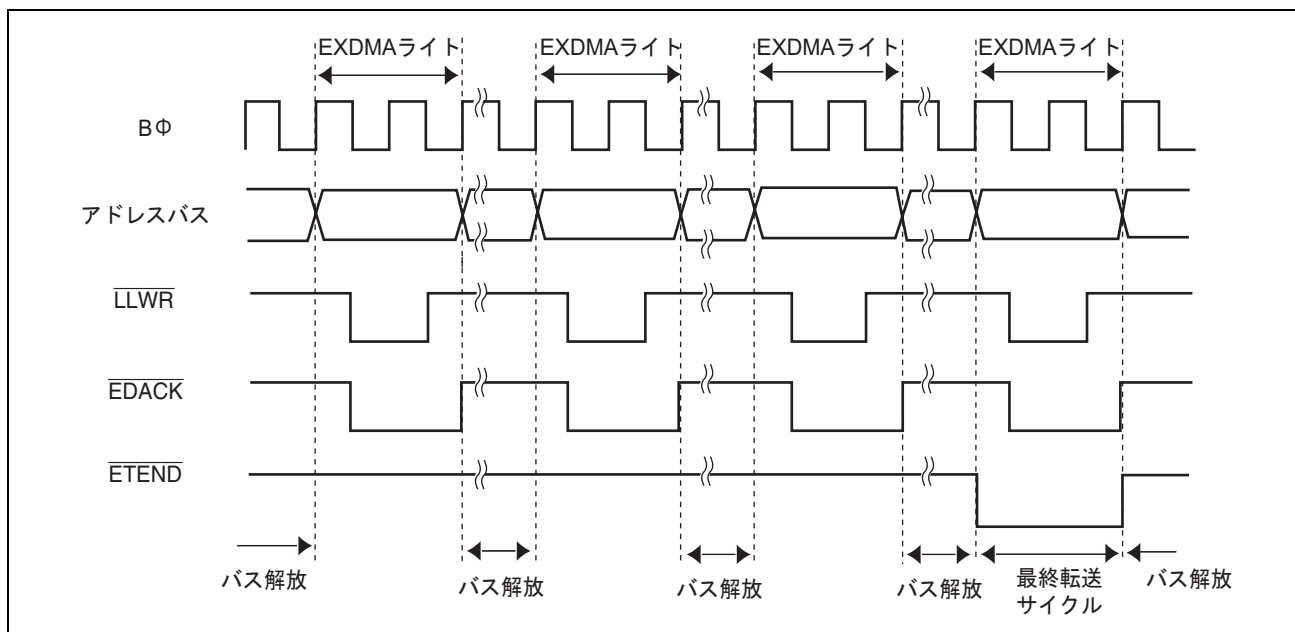 EXDMAライト EXDMAライト EXDMAライト EXDMAライト
BΦ
アドレスバス
LLWR
EDACK
ETEND
バス解放 バス解放 バス解放 バス解放 最終転送 バス解放
サイクル